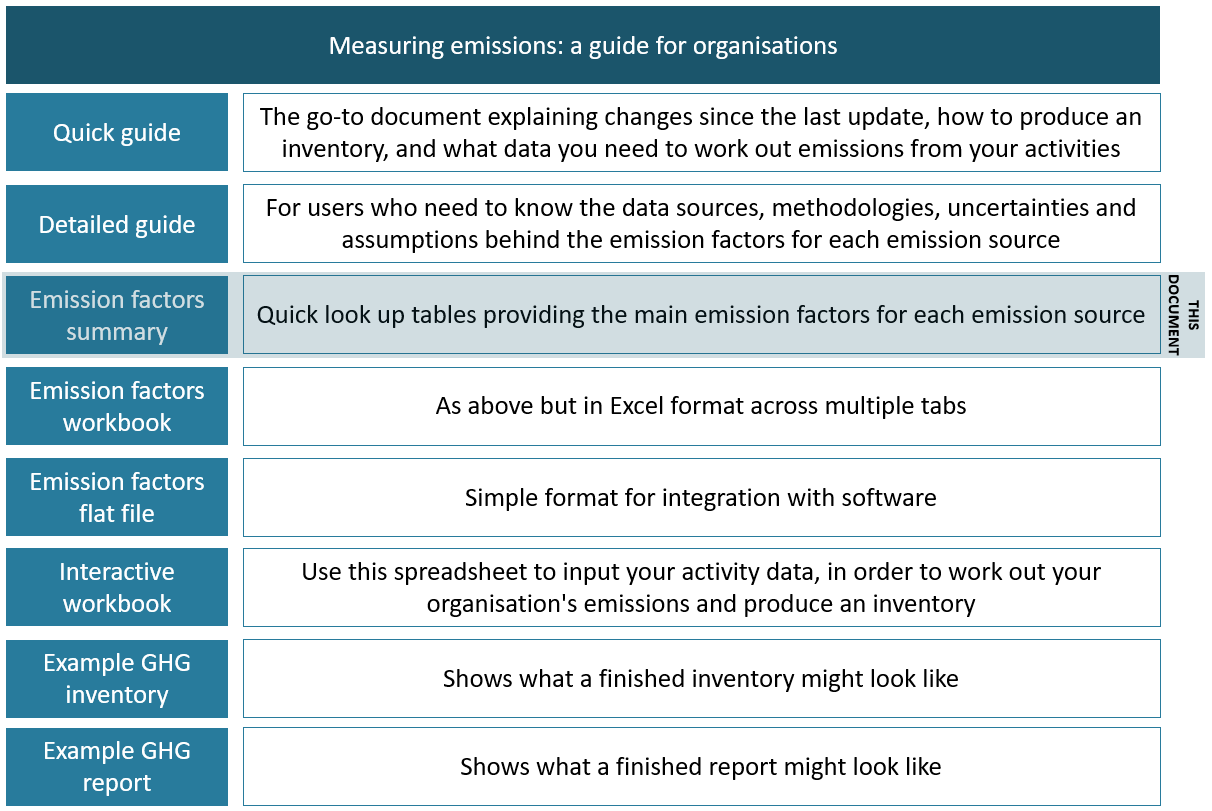 Measuring emissions: a guide for organisations
Quick guide
The go-to document explaining changes since the last update, how to produce an
inventory, and what data you need to work out emissions from your activities
Detailed guide
For users who need to know the data sources, methodologies, uncertainties and
assumptions behind the emission factors for each emission source
Emission factors
summary
Quick look up tables providing the main emission factors for each emission source
THIS
DOCUMENT
Emission factors
workbook
As above but in Excel format across multiple tabs
Emission factors
flat file
Simple format for integration with software
Interactive
workbook
Use this spreadsheet to input your activity data, in order to work out your
organisation's emissions and produce an inventory
Example GHG
inventory
Shows what a finished inventory might look like
Example GHG
report
Shows what a finished report might look like